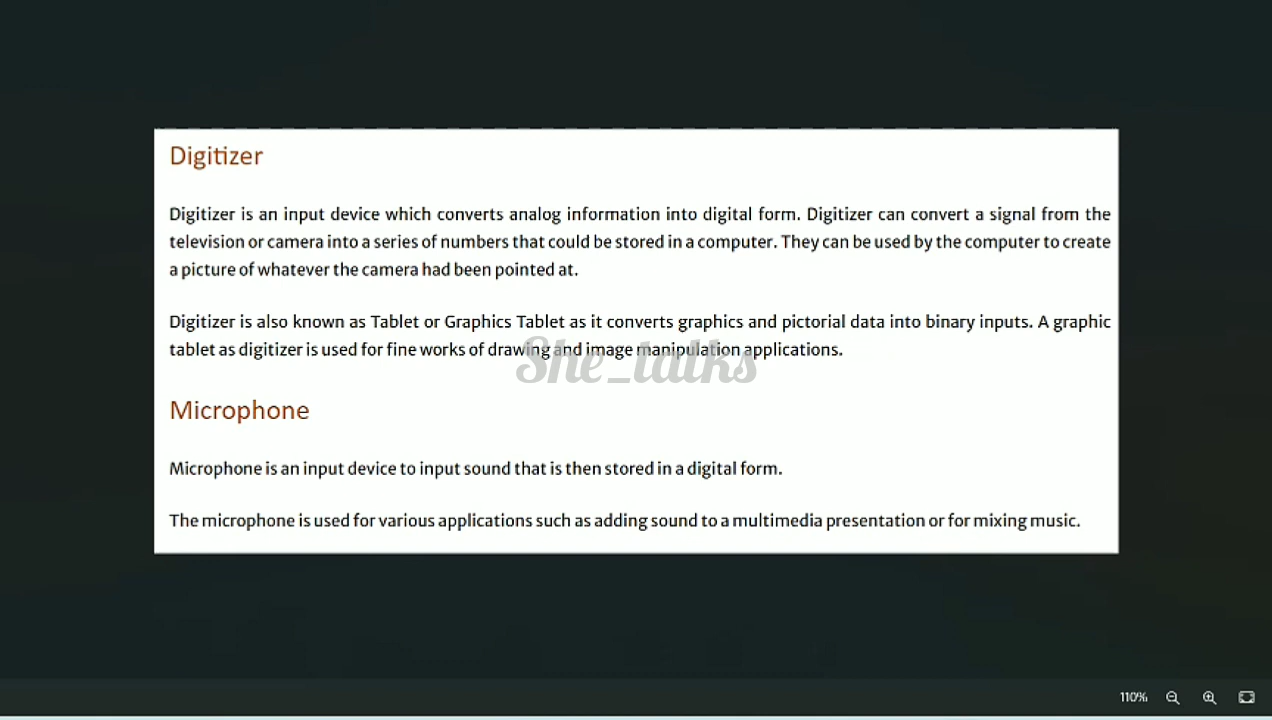 Digitizer
Digitizer is an input device which converts analog information into digital form. Digitizer can convert a signal from the
television or camera into a series of numbers that could be stored in a computer. They can be used by the computer to create
a picture of whatever the camera had been pointed at.
Digitizer is also known as Tablet or Graphics Tablet as it converts graphics and pictorial data into binary inputs. A graphic
tablet as digitizer is used for fine works of drawing and image manipulation applications.
She_talks
Microphone
Microphone is an input device to input sound that is then stored in a digital form.
The microphone is used for various applications such as adding sound to a multimedia presentation or for mixing music.
110%